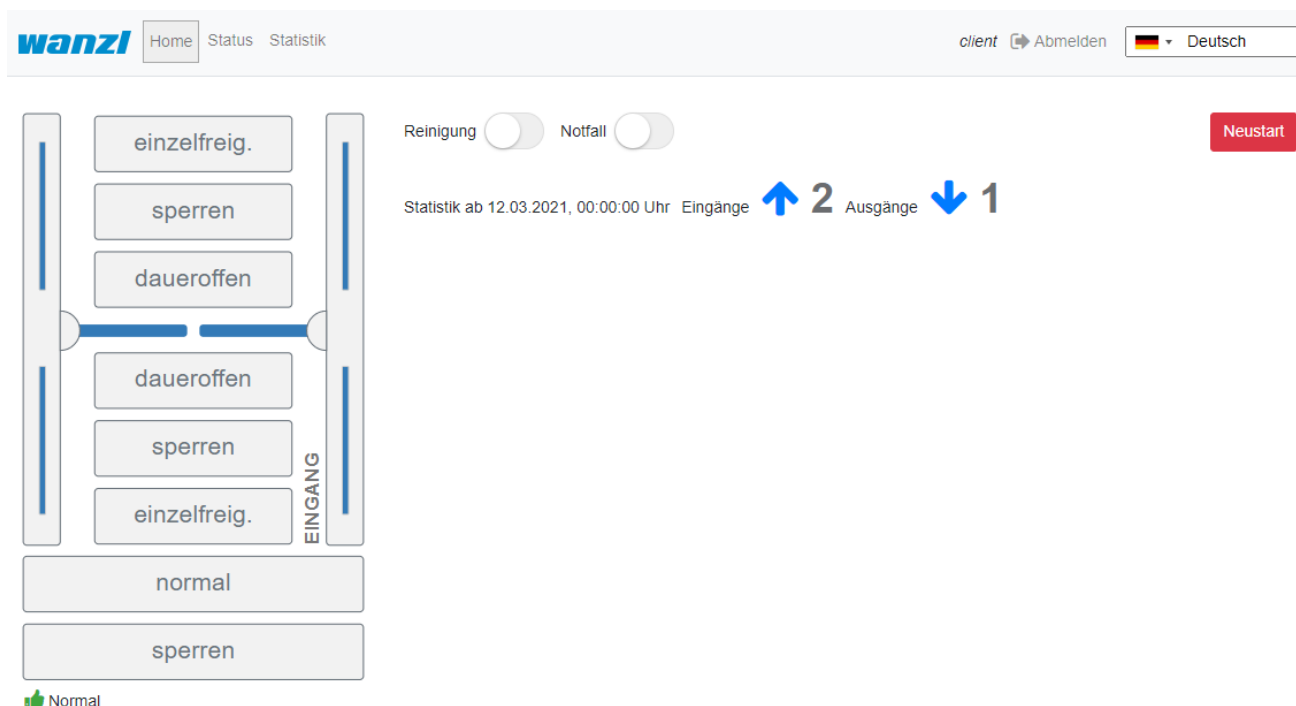 wanzl Home Status Statistik client Abmelden Deutsch
einzelfreig.
sperren
daueroffen
daueroffen
sperren
einzelfreig.
EINGANG
normal
sperren
Normal
Reinigung Notfall Neustart
Statistik ab 12.03.2021, 00:00:00 Uhr Eingänge 2 Ausgänge 1